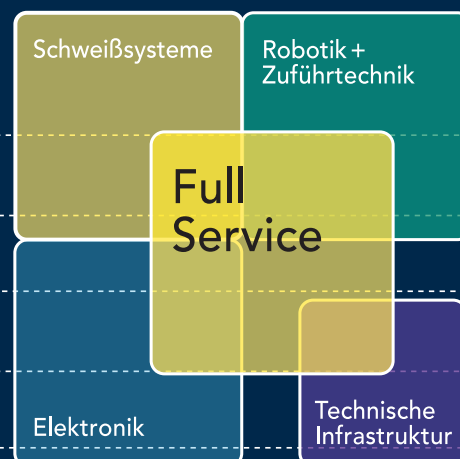 Schweißsysteme
Robotik +
Zuführtechnik
Full
Service
Elektronik
Technische
Infrastruktur